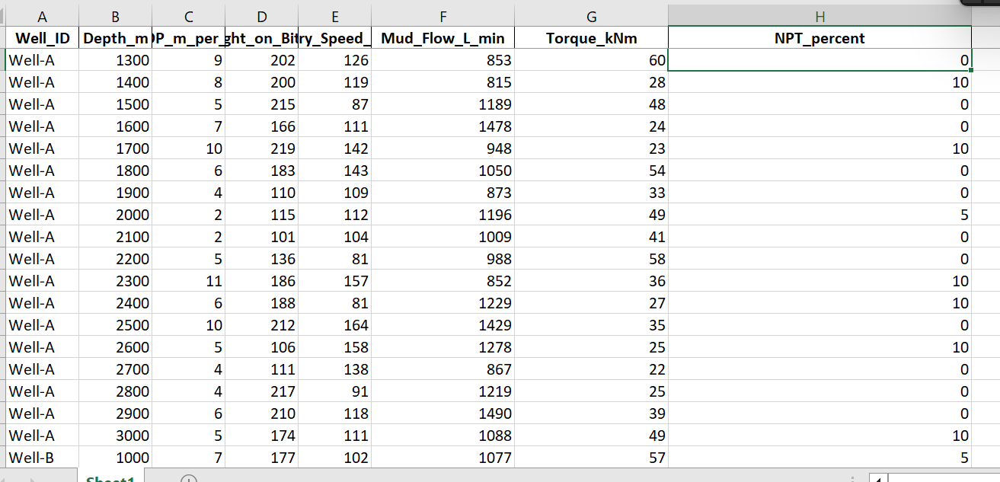 A B C D E F G H
Well_ID Depth_m P_m_per_ ght_on_Bit ry_Speed_ Mud_Flow_L_min Torque_kNm NPT_percent
Well-A 1300 9 202 126 853 60 0
Well-A 1400 8 200 119 815 28 10
Well-A 1500 5 215 87 1189 48 0
Well-A 1600 7 166 111 1478 24 0
Well-A 1700 10 219 142 948 23 10
Well-A 1800 6 183 143 1050 54 0
Well-A 1900 4 110 109 873 33 0
Well-A 2000 2 115 112 1196 49 5
Well-A 2100 2 101 104 1009 41 0
Well-A 2200 5 136 81 988 58 0
Well-A 2300 11 186 157 852 36 10
Well-A 2400 6 188 81 1229 27 10
Well-A 2500 10 212 164 1429 35 0
Well-A 2600 5 106 158 1278 25 10
Well-A 2700 4 111 138 867 22 0
Well-A 2800 4 217 91 1219 25 0
Well-A 2900 6 210 118 1490 39 0
Well-A 3000 5 174 111 1088 49 10
Well-B 1000 7 177 102 1077 57 5
Sheet1